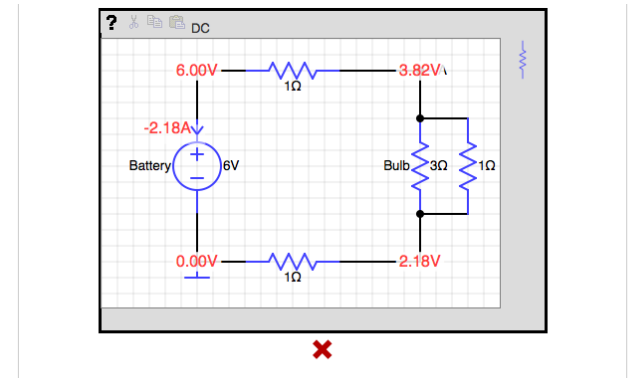 ? DC
6.00V 3.82V
1Ω
-2.18A
Battery 6V Bulb 3Ω 1Ω
0.00V 2.18V
1Ω